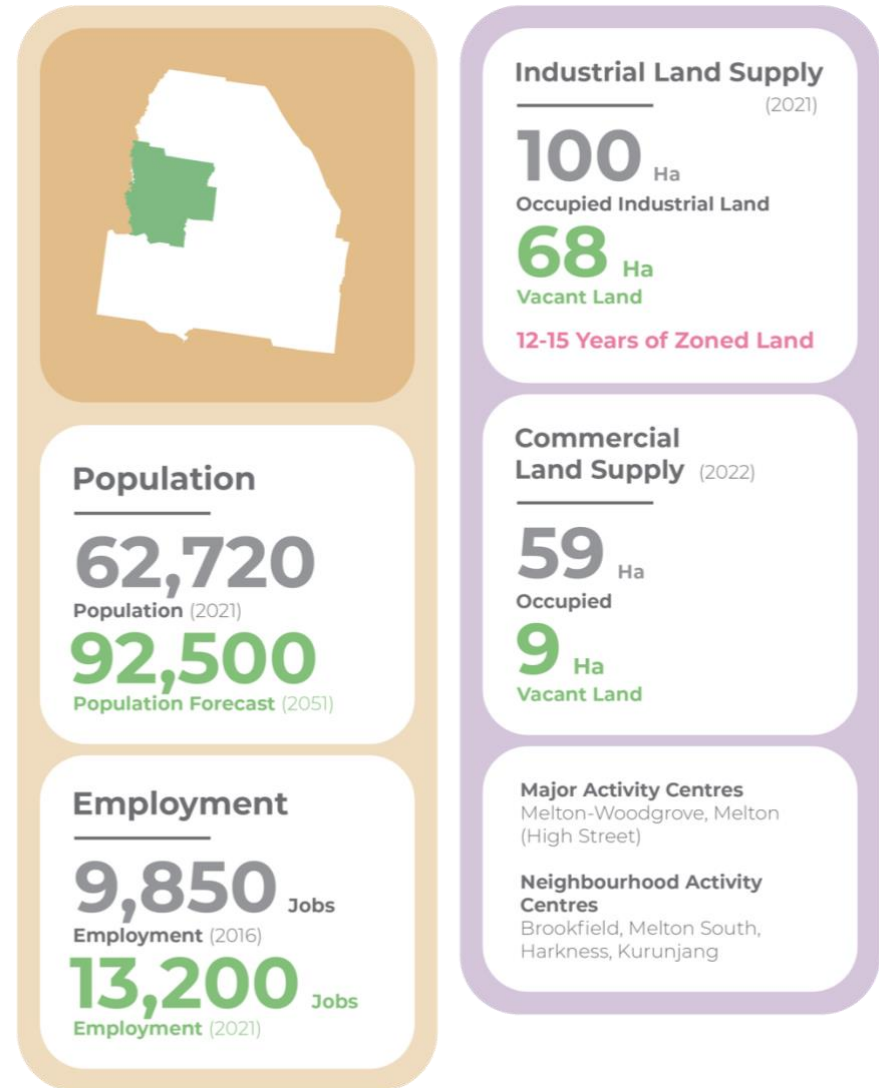 Population
62,720
Population (2021)
92,500
Population Forecast (2051)
Employment
9,850 Jobs
Employment (2016)
13,200 Jobs
Employment (2021)
Industrial Land Supply
(2021)
100 Ha
Occupied Industrial Land
68 Ha
Vacant Land
12-15 Years of Zoned Land
Commercial
Land Supply (2022)
59 Ha
Occupied
9 Ha
Vacant Land
Major Activity Centres
Melton-Woodgrove, Melton
(High Street)
Neighbourhood Activity
Centres
Brookfield, Melton South,
Harkness, Kurunjang